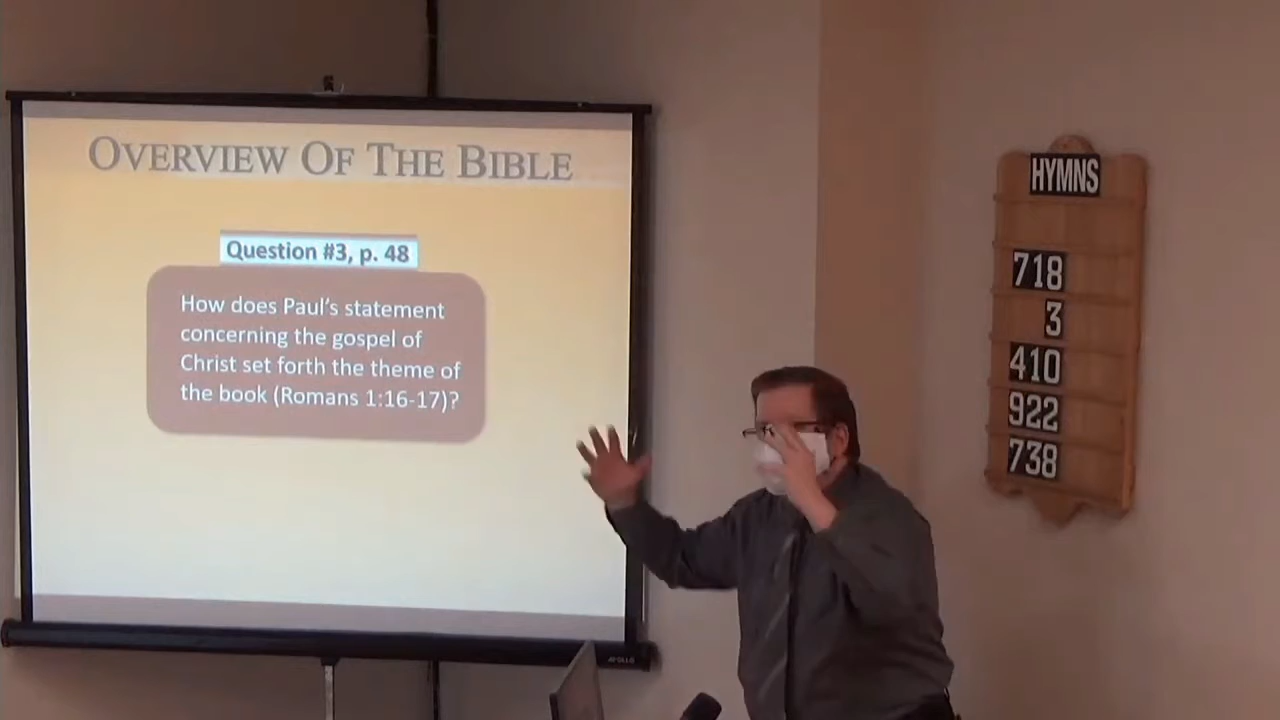 OVERVIEW OF THE BIBLE
Question #3, p. 48
How does Paul's statement
concerning the gospel of
Christ set forth the theme of
the book (Romans 1:16-17)?
APOLLO
HYMNS
718
3
410
922
738